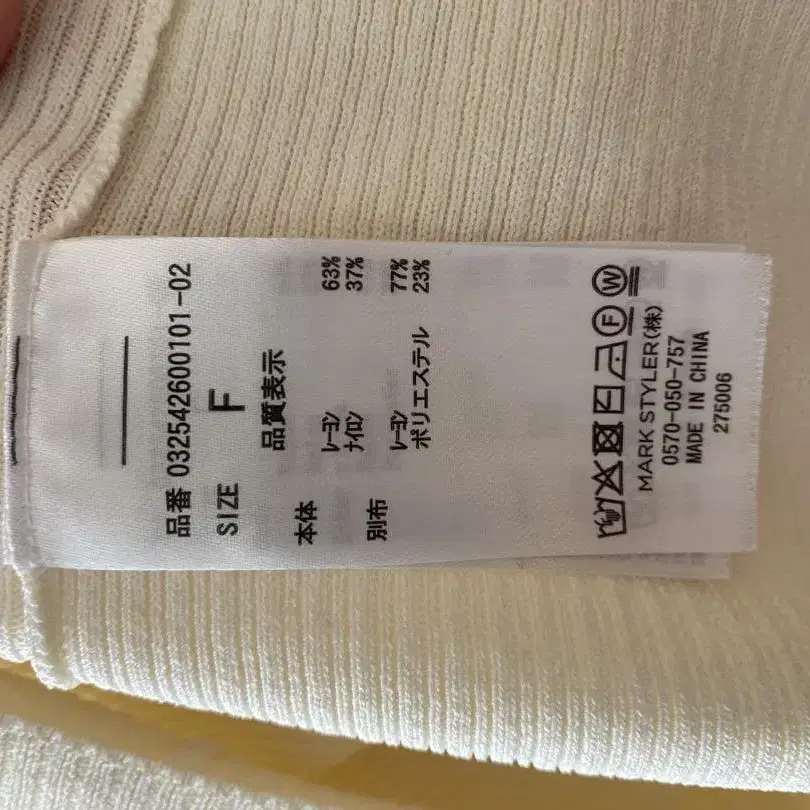 品番 032542600101-02
SIZE F
品質表示
本体 レーヨン 63%
ナイロン 37%
別布 レーヨン 77%
ポリエステル 23%
F W
MARK STYLER(株)
0570-050-757
MADE IN CHINA
275006